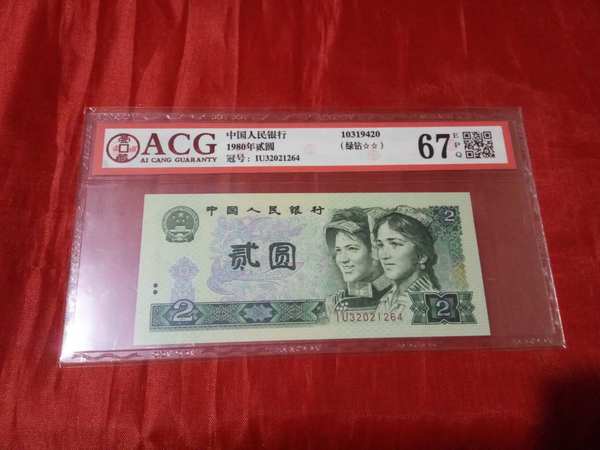 ACG
AI CANG GUARANTY
中国人民银行
1980年贰圆
冠号：IU32021264
10319420
（绿钻☆☆）
67
EPQ
中国人民银行
贰圆
2
2
2
IU32021264